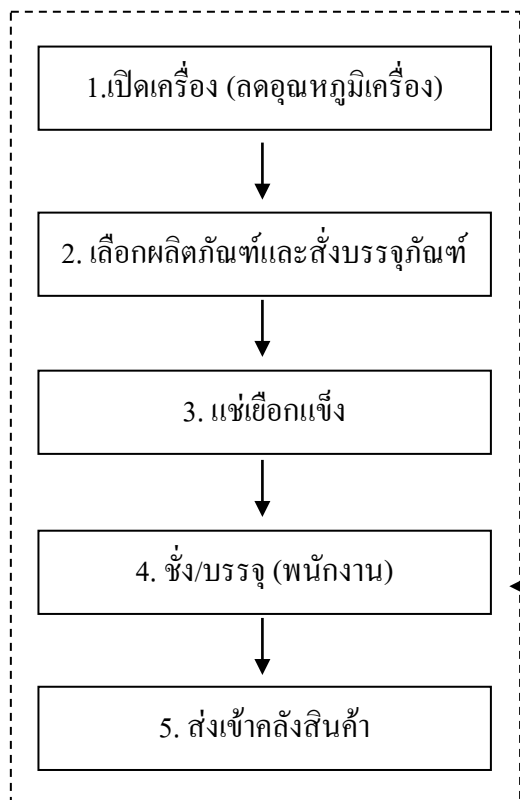 1.เปิดเครื่อง (ลดอุณหภูมิเครื่อง)
2. เลือกผลิตภัณฑ์และสั่งบรรจุภัณฑ์
3. แช่เยือกแข็ง
4. ชั่ง/บรรจุ (พนักงาน)
5. ส่งเข้าคลังสินค้า